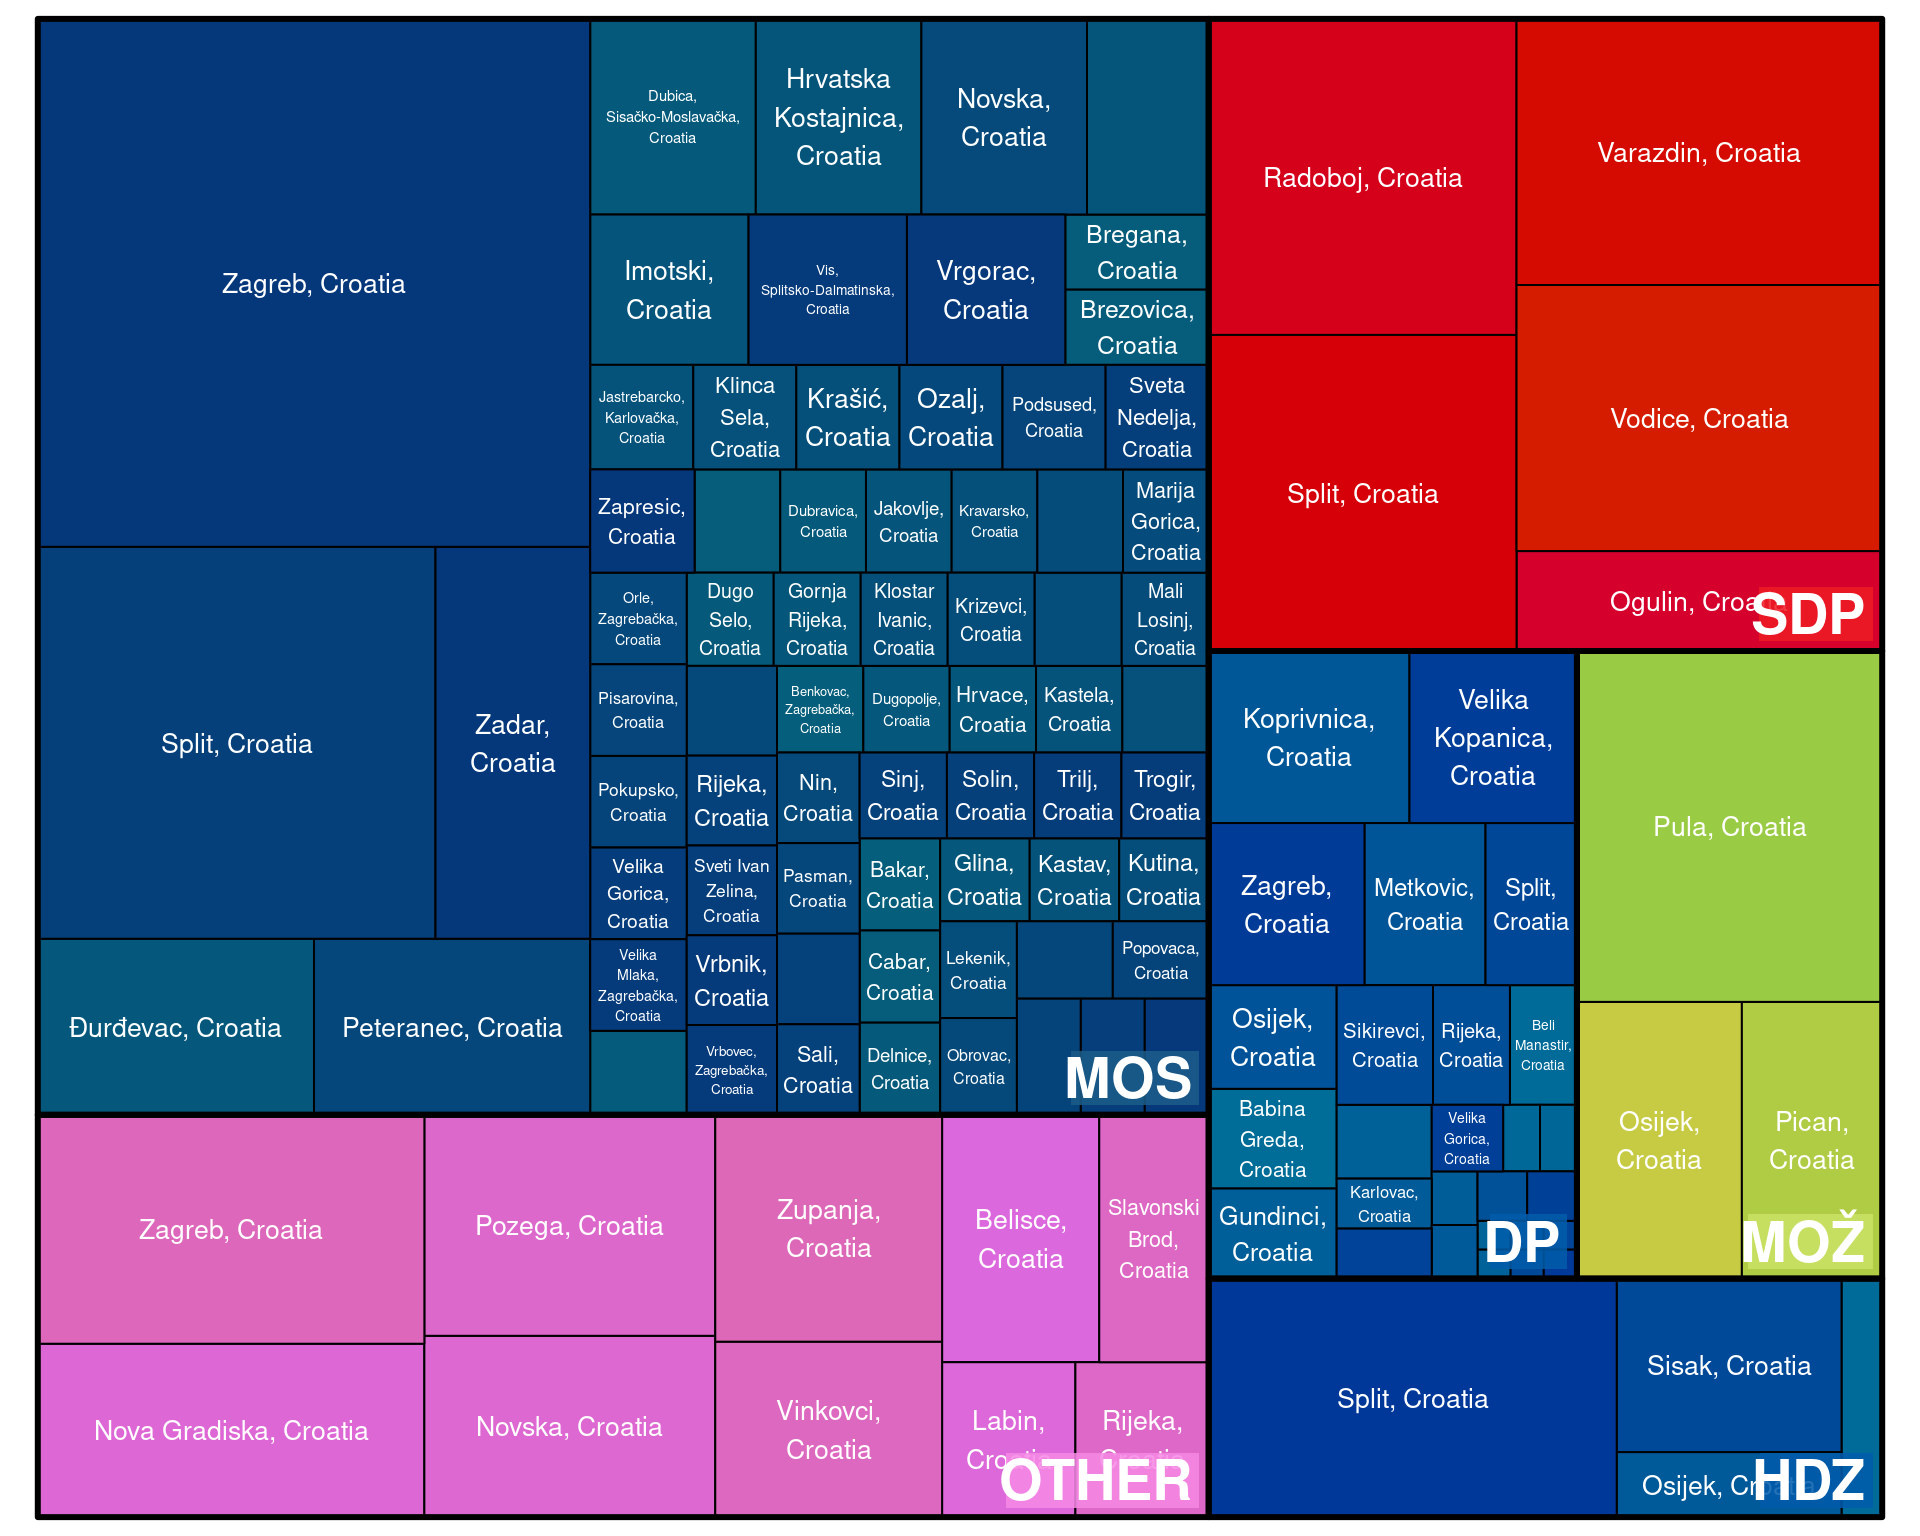 Zagreb, Croatia
Split, Croatia
Zadar,
Croatia
Đurđevac, Croatia
Peteranec, Croatia
Dubica,
Sisačko-Moslavačka,
Croatia
Hrvatska
Kostajnica,
Croatia
Novska,
Croatia
Imotski,
Croatia
Vis,
Splitsko-Dalmatinska,
Croatia
Vrgorac,
Croatia
Bregana,
Croatia
Brezovica,
Croatia
Jastrebarcko,
Karlovačka,
Croatia
Klinca
Sela,
Croatia
Krašić,
Croatia
Ozalj,
Croatia
Podsused,
Croatia
Sveta
Nedelja,
Croatia
Zapresic,
Croatia
Dubravica,
Croatia
Jakovlje,
Croatia
Kravarsko,
Croatia
Marija
Gorica,
Croatia
Orle,
Zagrebačka,
Croatia
Dugo
Selo,
Croatia
Gornja
Rijeka,
Croatia
Klostar
Ivanic,
Croatia
Krizevci,
Croatia
Mali
Losinj,
Croatia
Pisarovina,
Croatia
Benkovac,
Zagrebačka,
Croatia
Dugopolje,
Croatia
Hrvace,
Croatia
Kastela,
Croatia
Pokupsko,
Croatia
Rijeka,
Croatia
Nin,
Croatia
Sinj,
Croatia
Solin,
Croatia
Trilj,
Croatia
Trogir,
Croatia
Velika
Gorica,
Croatia
Sveti Ivan
Zelina,
Croatia
Pasman,
Croatia
Bakar,
Croatia
Glina,
Croatia
Kastav,
Croatia
Kutina,
Croatia
Velika
Mlaka,
Zagrebačka,
Croatia
Vrbnik,
Croatia
Cabar,
Croatia
Lekenik,
Croatia
Popovaca,
Croatia
Vrbovec,
Zagrebačka,
Croatia
Sali,
Croatia
Delnice,
Croatia
Obrovac,
Croatia
MOS
Zagreb, Croatia
Nova Gradiska, Croatia
Pozega, Croatia
Novska, Croatia
Zupanja,
Croatia
Vinkovci,
Croatia
Belisce,
Croatia
Slavonski
Brod,
Croatia
Labin,
Croatia
Rijeka,
Croatia
OTHER
Radoboj, Croatia
Split, Croatia
Varazdin, Croatia
Vodice, Croatia
Ogulin, Croatia
SDP
Koprivnica,
Croatia
Velika
Kopanica,
Croatia
Zagreb,
Croatia
Metkovic,
Croatia
Split,
Croatia
Osijek,
Croatia
Sikirevci,
Croatia
Rijeka,
Croatia
Beli
Manastir,
Croatia
Babina
Greda,
Croatia
Velika
Gorica,
Croatia
Gundinci,
Croatia
Karlovac,
Croatia
DP
Pula, Croatia
Osijek,
Croatia
Pican,
Croatia
MOŽ
Split, Croatia
Sisak, Croatia
Osijek, Croatia
HDZ